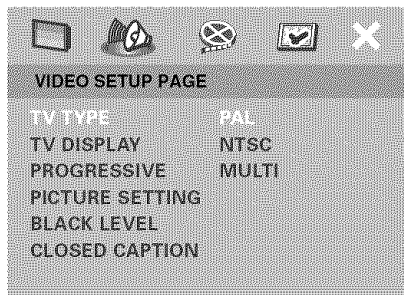 VIDEO SETUP PAGE
TV TYPE PAL
TV DISPLAY NTSC
PROGRESSIVE MULTI
PICTURE SETTING
BLACK LEVEL
CLOSED CAPTION